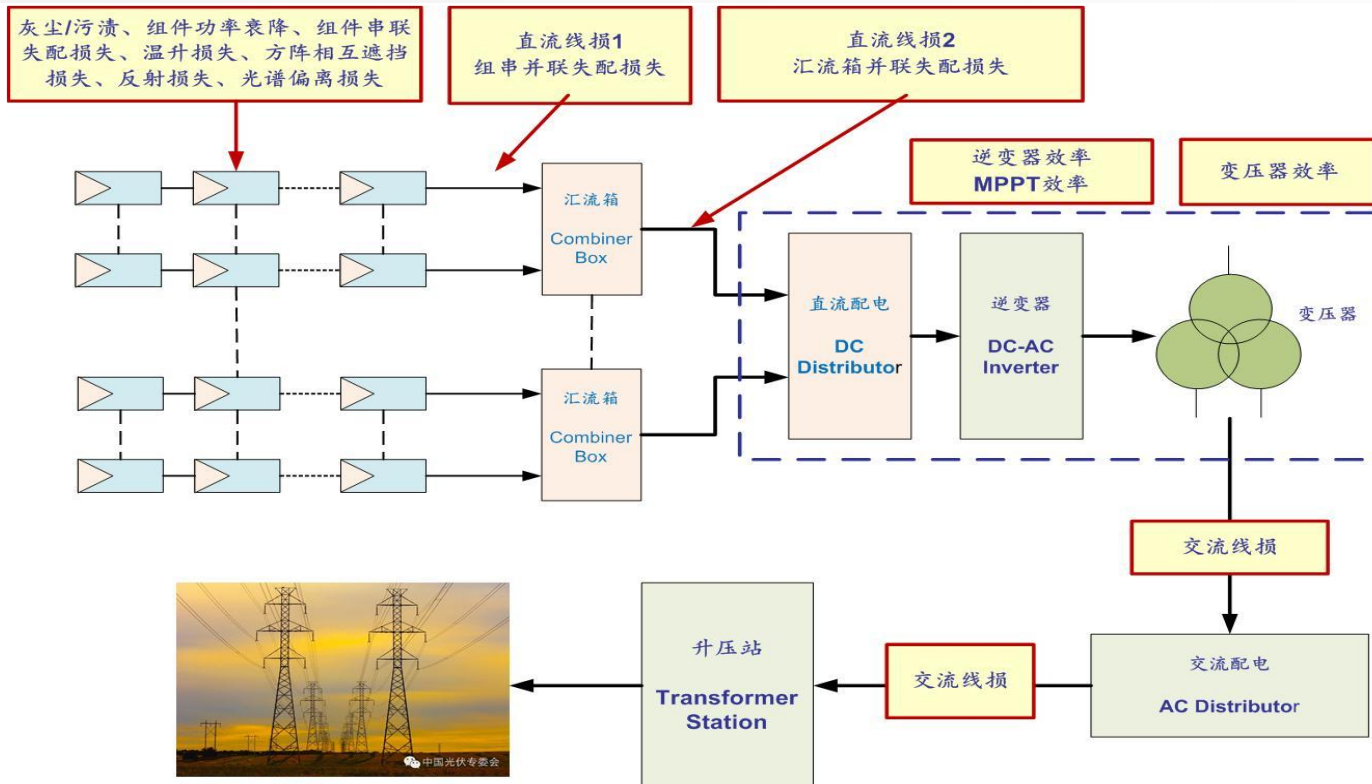 灰尘/污渍、组件功率衰降、组件串联
失配损失、温升损失、方阵相互遮挡
损失、反射损失、光谱偏离损失
直流线损1
组串并联失配损失
直流线损2
汇流箱并联失配损失
逆变器效率
MPPT效率
变压器效率
汇流箱
Combiner
Box
直流配电
DC
Distributor
逆变器
DC-AC
Inverter
变压器
汇流箱
Combiner
Box
交流线损
升压站
Transformer
Station
交流线损
交流配电
AC Distributor
中国光伏专委会